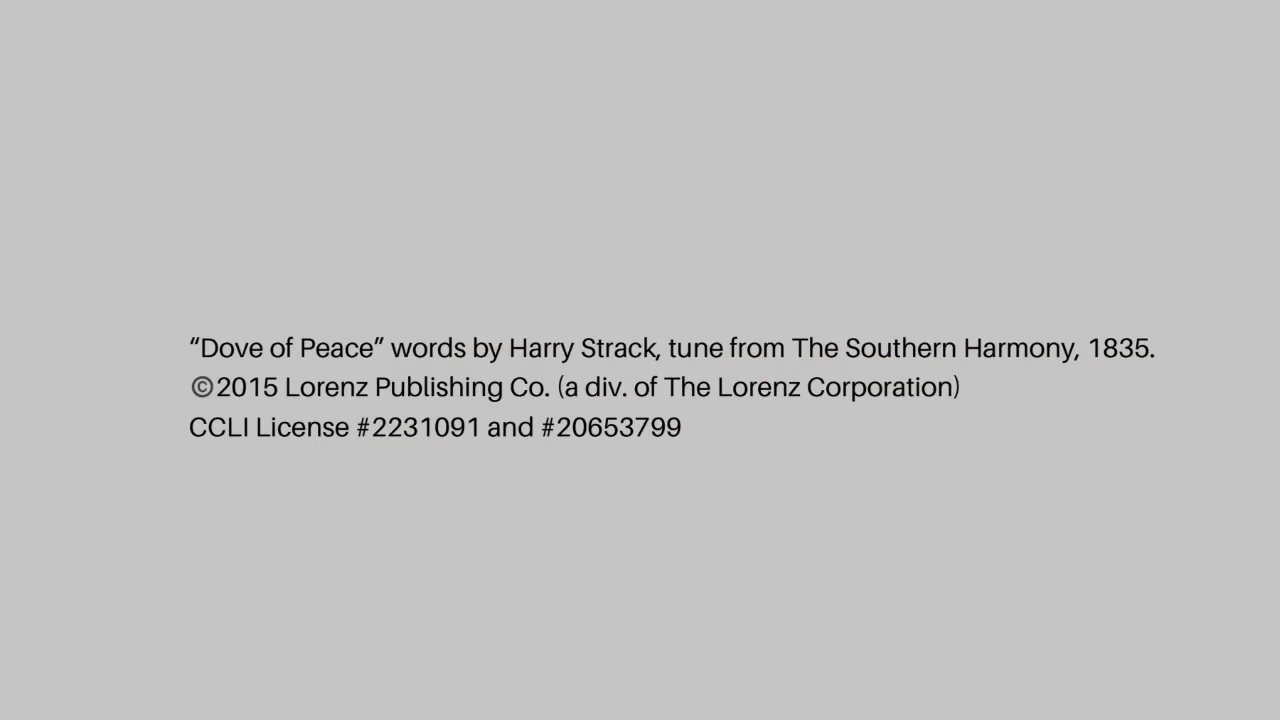 “Dove of Peace” words by Harry Strack, tune from The Southern Harmony, 1835.
©2015 Lorenz Publishing Co. (a div. of The Lorenz Corporation)
CCLI License #2231091 and #20653799